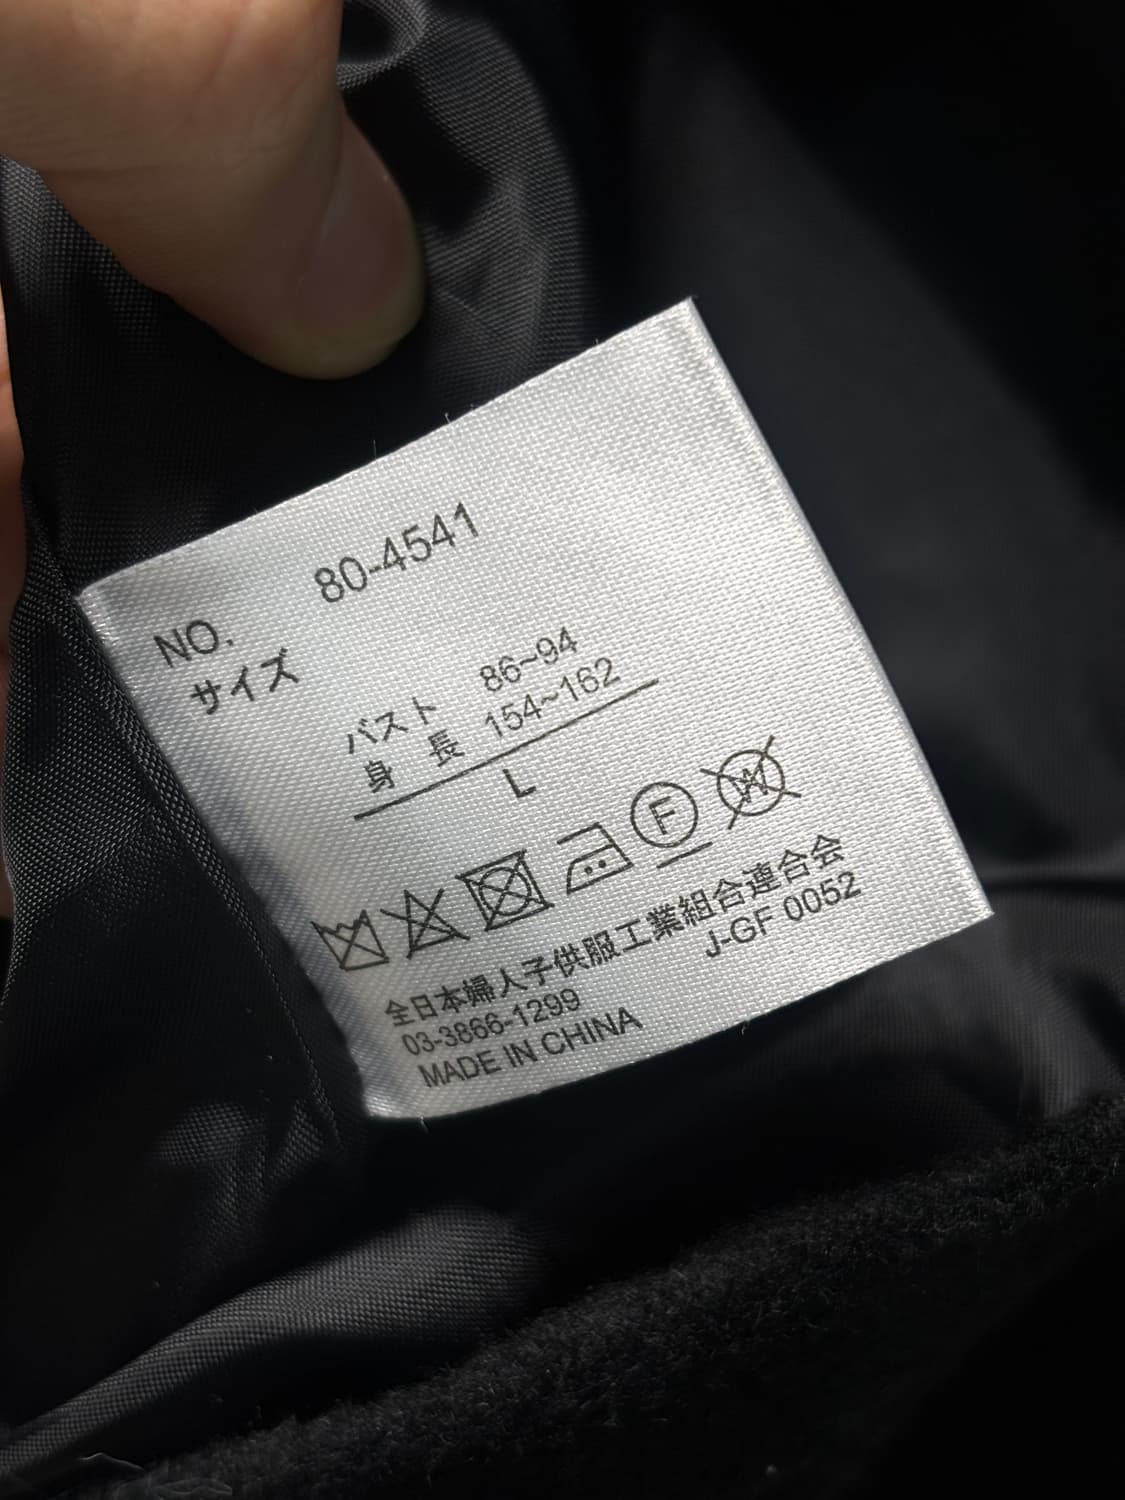 NO. 80-4541
サイズ
バスト 86~94
身 長 154~162
L
F W
全日本婦人子供服工業組合連合会
J-GF 0052
03-3866-1299
MADE IN CHINA